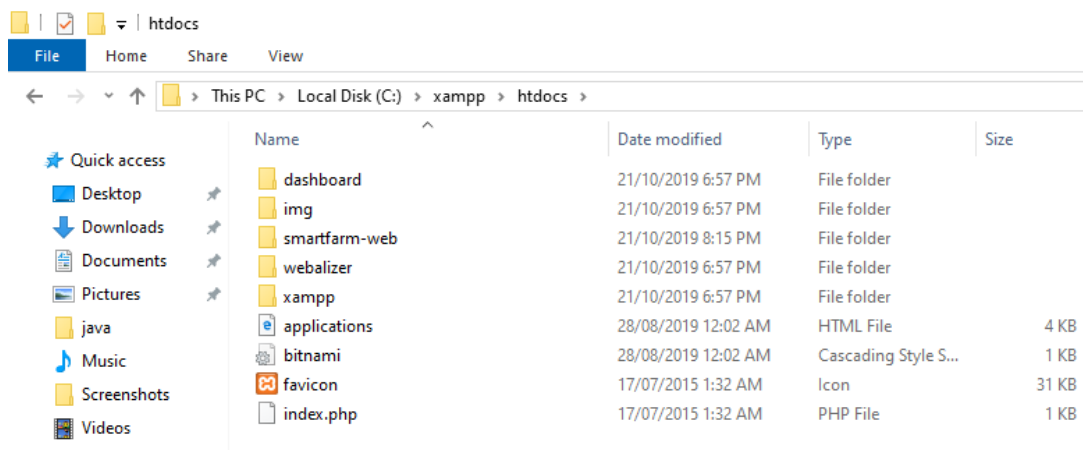 htdocs
File Home Share View
This PC > Local Disk (C:) > xampp > htdocs >
Name Date modified Type Size
Quick access
Desktop
Downloads
Documents
Pictures
java
Music
Screenshots
Videos
dashboard 21/10/2019 6:57 PM File folder
img 21/10/2019 6:57 PM File folder
smartfarm-web 21/10/2019 8:15 PM File folder
webalizer 21/10/2019 6:57 PM File folder
xampp 21/10/2019 6:57 PM File folder
applications 28/08/2019 12:02 AM HTML File 4 KB
bitnami 28/08/2019 12:02 AM Cascading Style S... 1 KB
favicon 17/07/2015 1:32 AM Icon 31 KB
index.php 17/07/2015 1:32 AM PHP File 1 KB